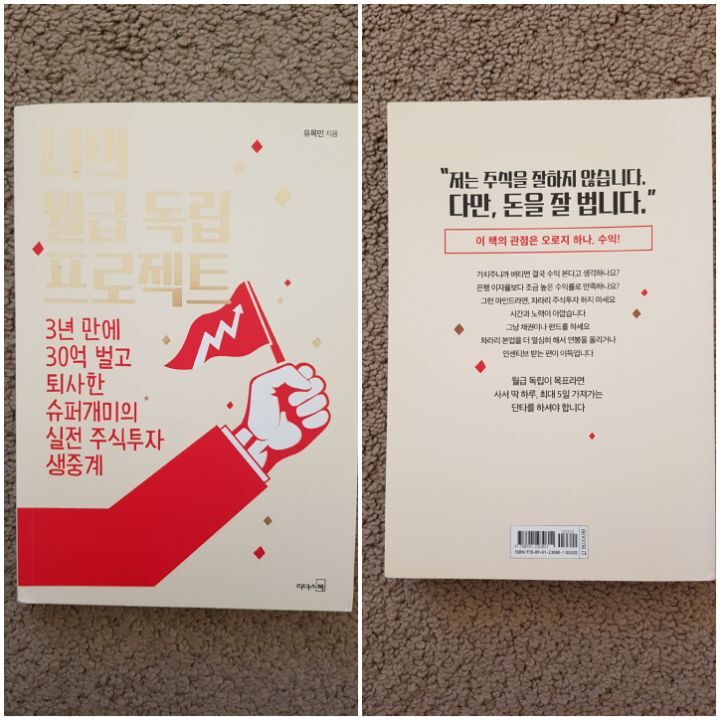 유목민 지음
나의
월급 독립
프로젝트
3년 만에
30억 벌고
퇴사한
슈퍼개미의
실전 주식투자
생중계
리더스북
"저는 주식을 잘하지 않습니다.
다만, 돈을 잘 법니다."
이 책의 관점은 오로지 하나, 수익!
가치주니까 버티면 결국 수익 본다고 생각하나요?
은행 이자율보다 조금 높은 수익률로 만족하나요?
그런 마인드라면, 차라리 주식투자 하지 마세요
시간과 노력이 아깝습니다
그냥 채권이나 펀드를 하세요
차라리 본업을 더 열심히 해서 연봉을 올리거나
인센티브 받는 편이 이득입니다
월급 독립이 목표라면
사서 딱 하루, 최대 5일 가져가는
단타를 하셔야 합니다
ISBN 978-89-01-23080-1 03320